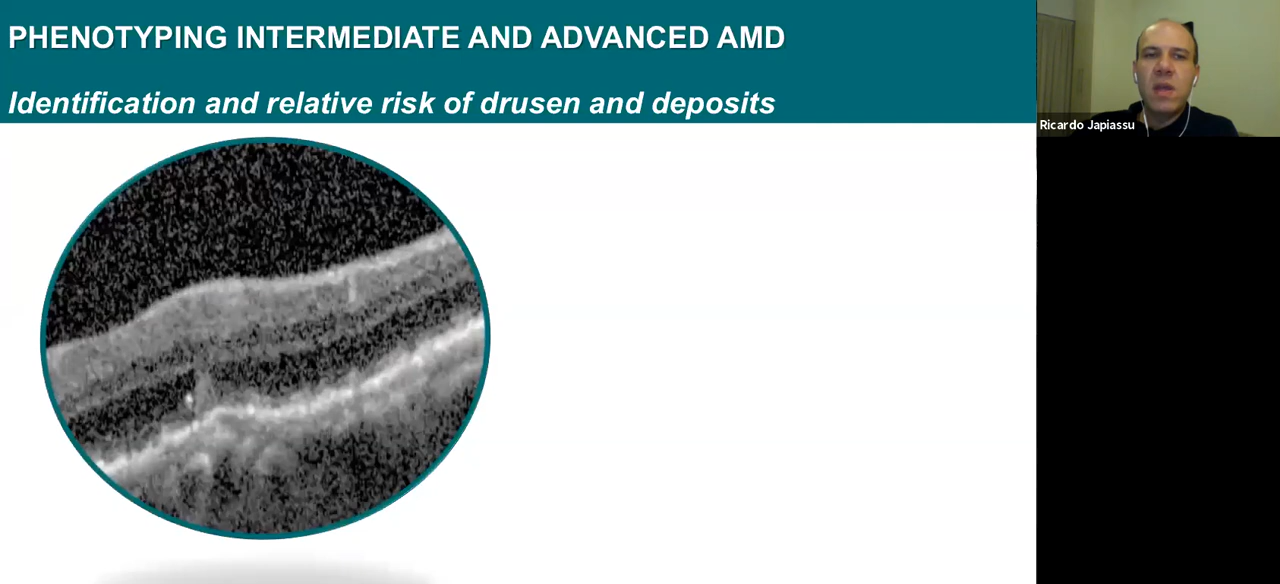 PHENOTYPING INTERMEDIATE AND ADVANCED AMD
Identification and relative risk of drusen and deposits
Ricardo Japiassu